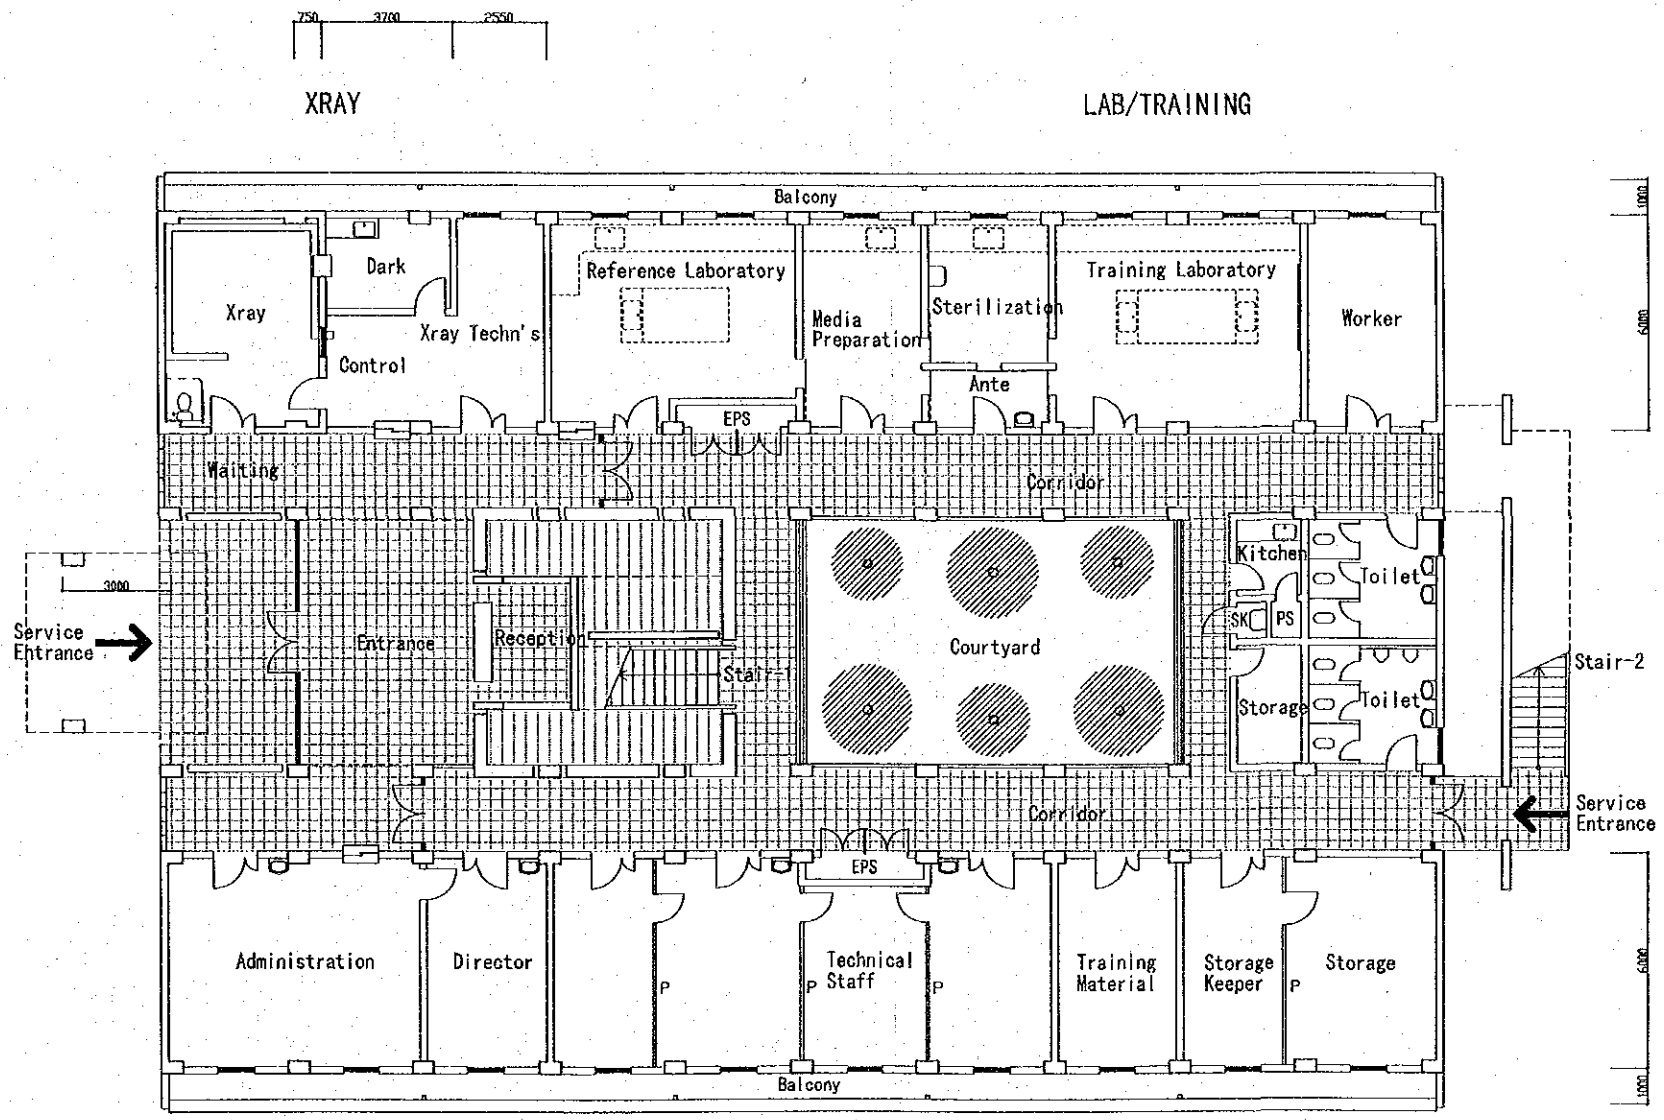 750 3700 2550
XRAY
LAB/TRAINING
Balcony
1000
Dark
Reference Laboratory
Training Laboratory
Xray
Sterilization
Media
Preparation
Xray Techn's
Worker
6000
Control
Ante
EPS
Waiting
Corridor
Kitchen
Toilet
3000
Service
Entrance
Entrance
Reception
SK
PS
Courtyard
Stair-1
Stair-2
Storage
Toilet
Corridor
Service
Entrance
EPS
Administration
Director
Technical
Staff
Training
Material
Storage
Keeper
Storage
P
P
P
P
6000
Balcony
1000